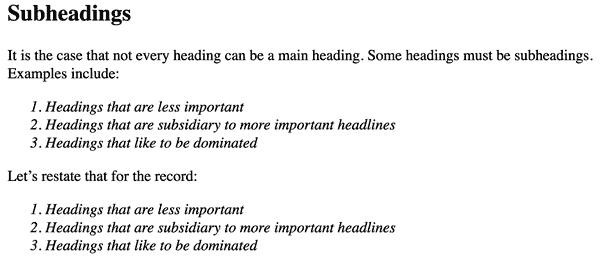 Subheadings
It is the case that not every heading can be a main heading. Some headings must be subheadings.
Examples include:
1. Headings that are less important
2. Headings that are subsidiary to more important headlines
3. Headings that like to be dominated
Let’s restate that for the record:
1. Headings that are less important
2. Headings that are subsidiary to more important headlines
3. Headings that like to be dominated